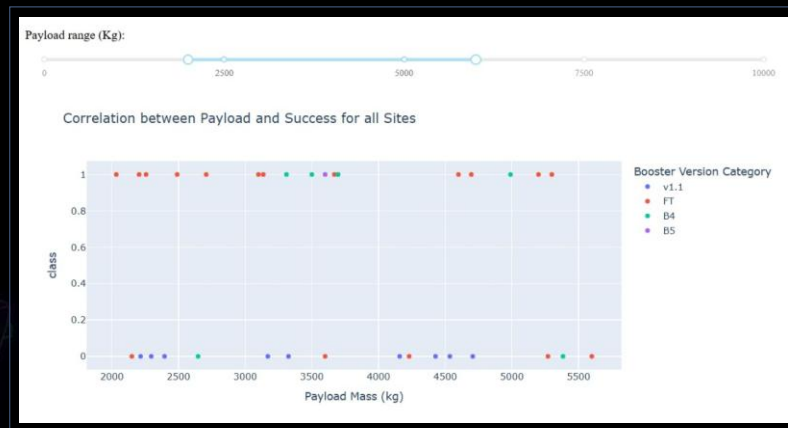 Payload range (Kg):
0 2500 5000 7500 10000
Correlation between Payload and Success for all Sites
1
0.8
0.6
0.4
0.2
0
class
2000 2500 3000 3500 4000 4500 5000 5500
Payload Mass (kg)
Booster Version Category
v1.1
FT
B4
B5